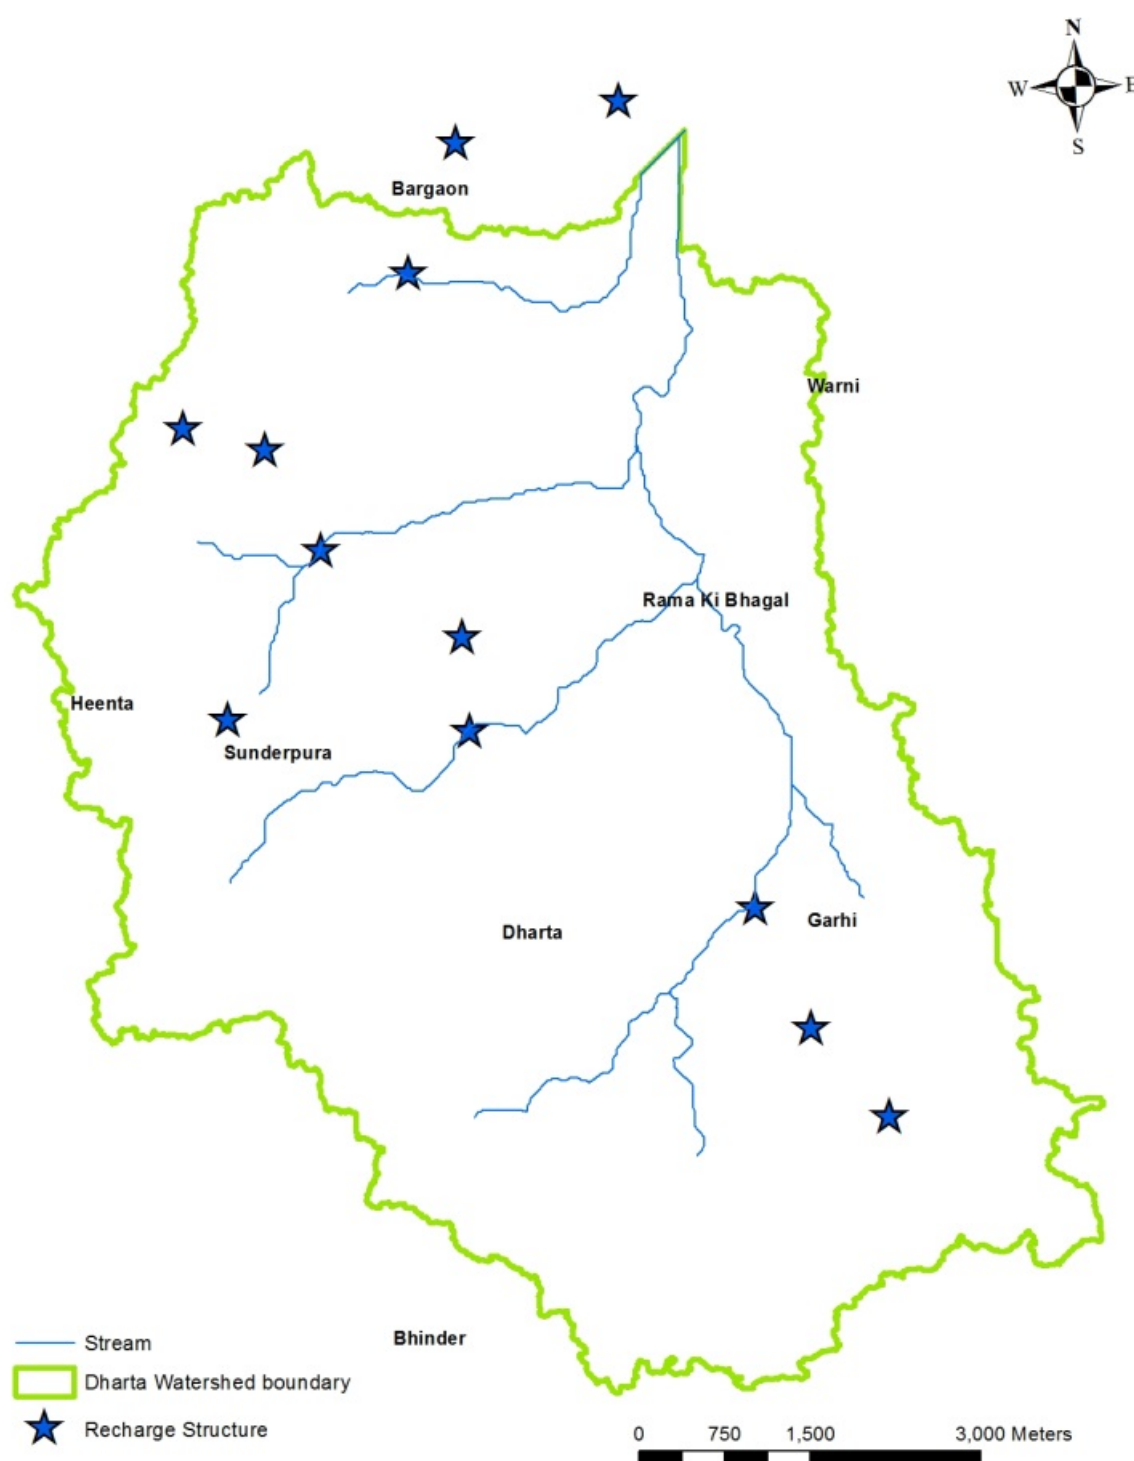 N
W E
S
Bargaon
Warni
Rama Ki Bhagal
Heenta
Sunderpura
Garhi
Dharta
Bhinder
Stream
Dharta Watershed boundary
Recharge Structure
0 750 1,500 3,000 Meters